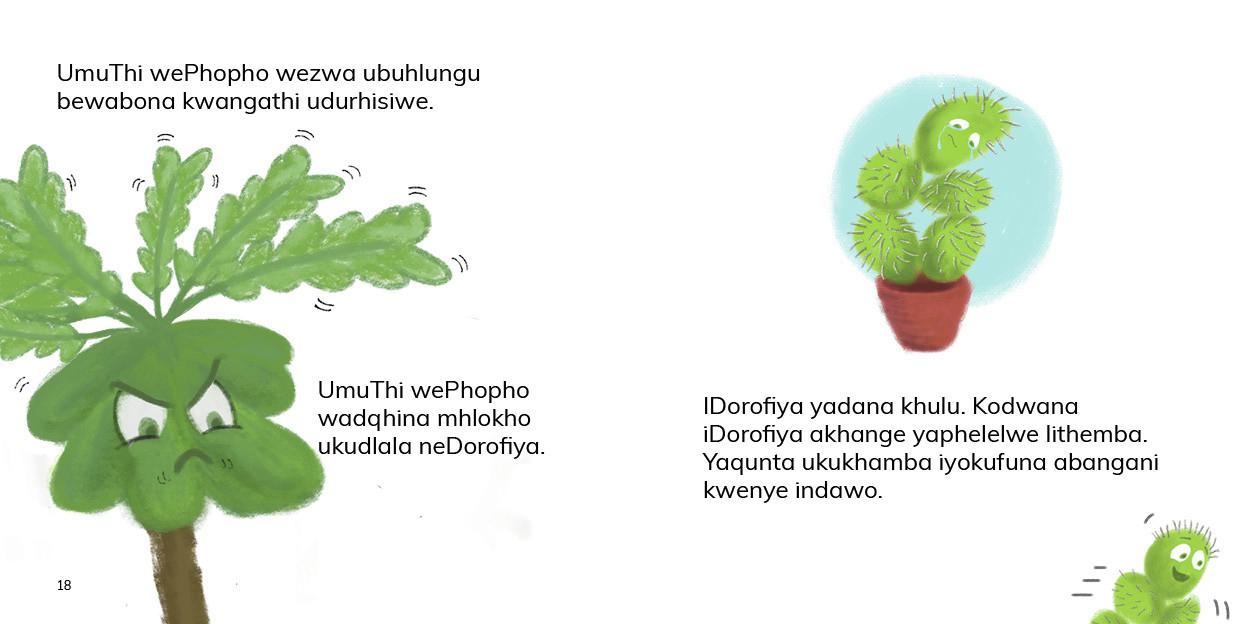 UmuThi wePhopho wezwa ubuhlungu
bewabona kwangathi udurhisiwe.
UmuThi wePhopho
wadqhina mhlokho
ukudlala neDorofiya.
18
IDorofiya yadana khulu. Kodwana
iDorofiya akhange yaphelelwe lithemba.
Yaqunta ukukhamba iyokufuna abangani
kwenye indawo.